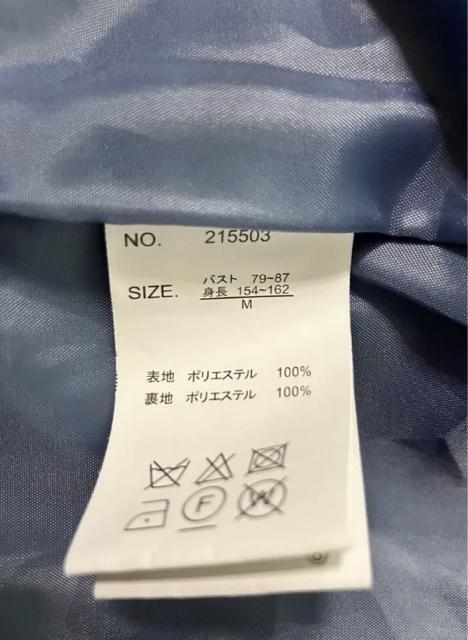 NO. 215503
バスト 79~87
SIZE. 身長 154~162
M
表地 ポリエステル 100%
裏地 ポリエステル 100%
F W